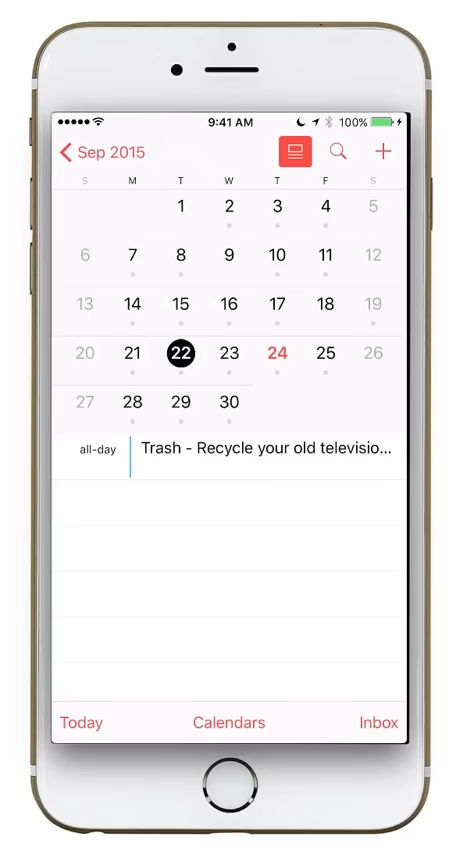 9:41 AM 100%
Sep 2015
S M T W T F S
1 2 3 4 5
6 7 8 9 10 11 12
13 14 15 16 17 18 19
20 21 22 23 24 25 26
27 28 29 30
all-day Trash - Recycle your old televisio...
Today Calendars Inbox